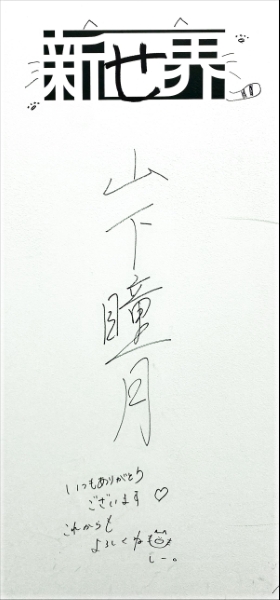 新世界
山下瞳月
いつもありがとう
ございます♡
これからも
よろしくねも
しー。